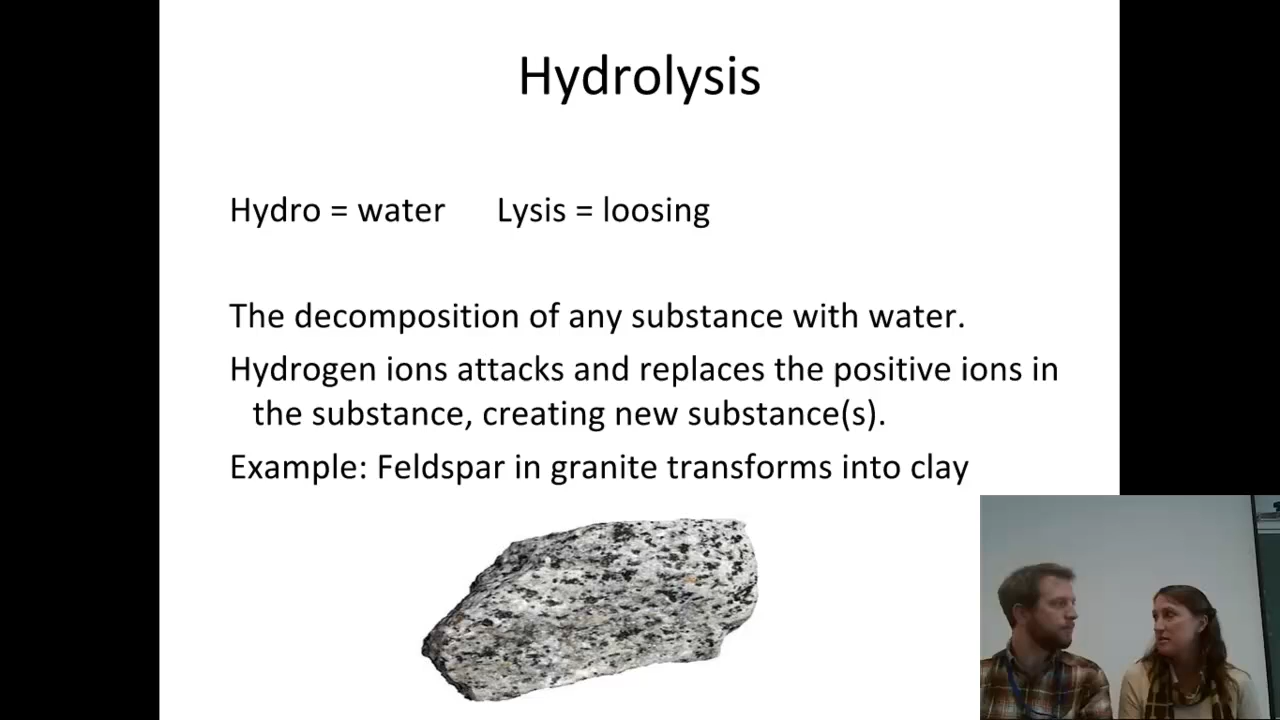 Hydrolysis
Hydro = water Lysis = loosing
The decomposition of any substance with water.
Hydrogen ions attacks and replaces the positive ions in
the substance, creating new substance(s).
Example: Feldspar in granite transforms into clay